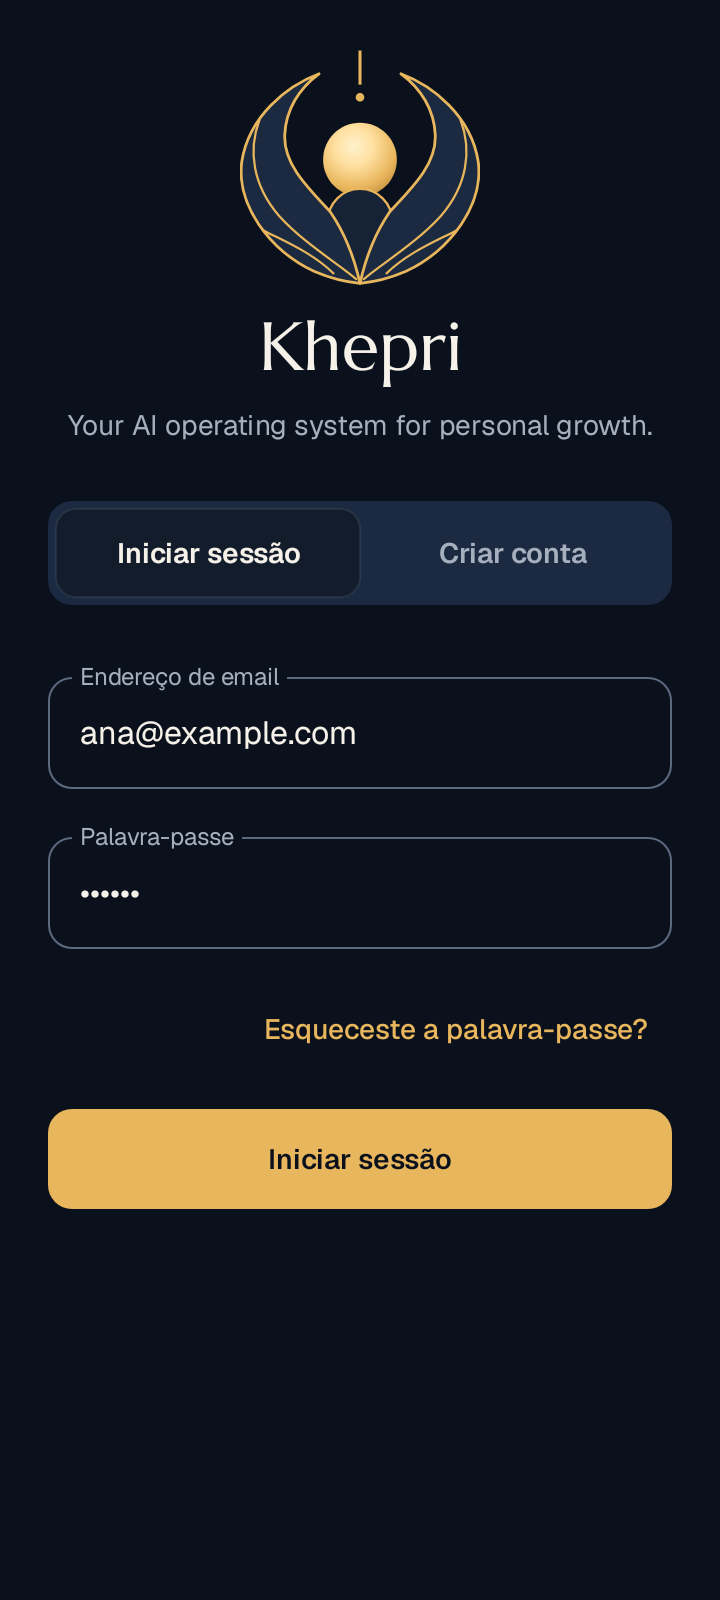 Khepri
Your AI operating system for personal growth.
Iniciar sessão
Criar conta
Endereço de email
ana@example.com
Palavra-passe
••••••
Esqueceste a palavra-passe?
Iniciar sessão